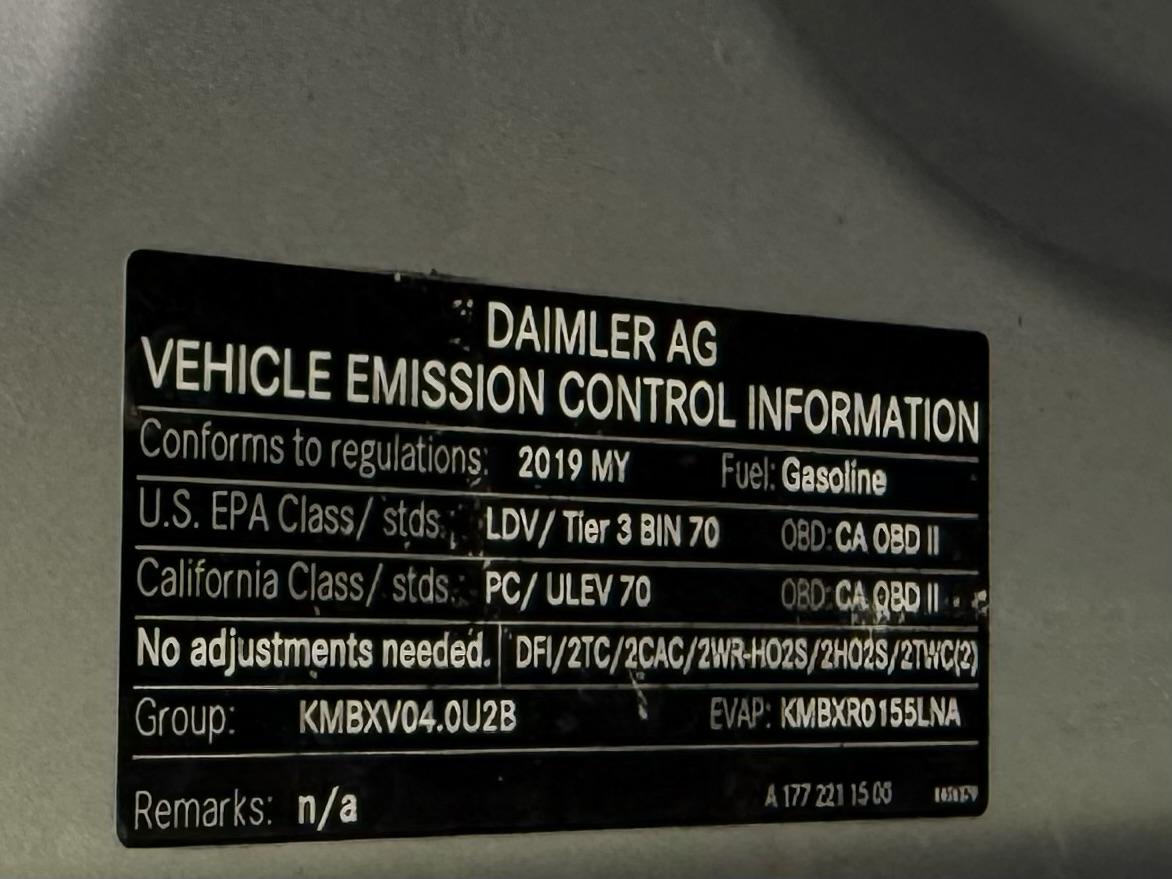 DAIMLER AG
VEHICLE EMISSION CONTROL INFORMATION
Conforms to regulations: 2019 MY Fuel: Gasoline
U.S. EPA Class/ stds.: LDV/ Tier 3 BIN 70 OBD: CA OBD II
California Class/ stds.: PC/ ULEV 70 OBD: CA OBD II
No adjustments needed. DFI/2TC/2CAC/2WR-HO2S/2HO2S/2TWC(2)
Group: KMBXV04.0U2B EVAP: KMBXR0155LNA
Remarks: n/a A 177 221 15 00